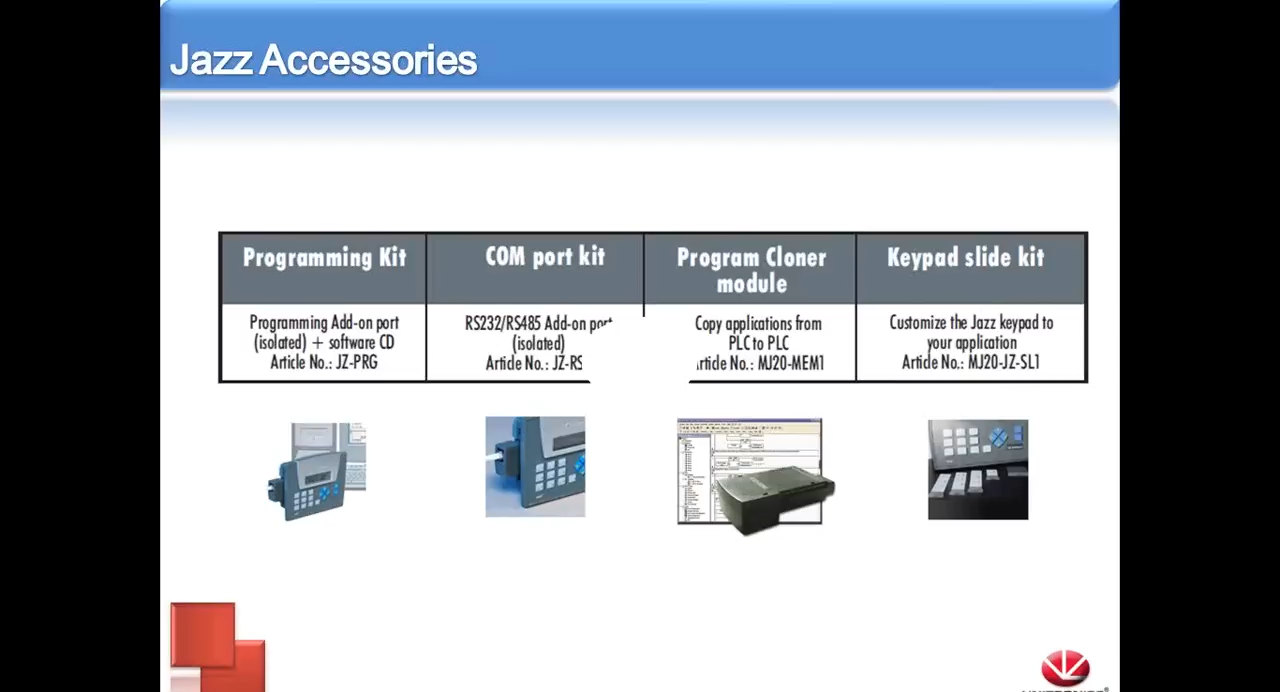 Jazz Accessories
Programming Kit
COM port kit
Program Cloner
module
Keypad slide kit
Programming Add-on port
(isolated) + software CD
Article No.: JZ-PRG
RS232/RS485 Add-on port
(isolated)
Article No.: JZ-RS
Copy applications from
PLC to PLC
rticle No.: MJ20-MEM1
Customize the Jazz keypad to
your application
Article No.: MJ20-JZ-SL1